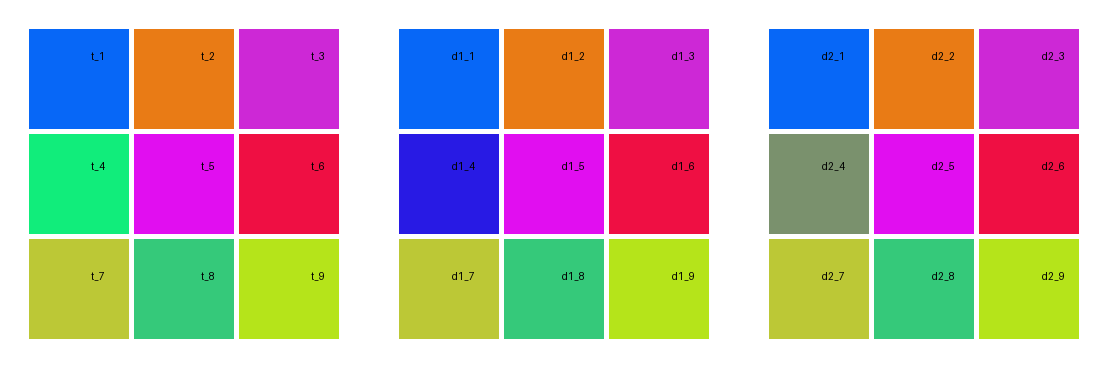 t_1 t_2 t_3 d1_1 d1_2 d1_3 d2_1 d2_2 d2_3
t_4 t_5 t_6 d1_4 d1_5 d1_6 d2_4 d2_5 d2_6
t_7 t_8 t_9 d1_7 d1_8 d1_9 d2_7 d2_8 d2_9